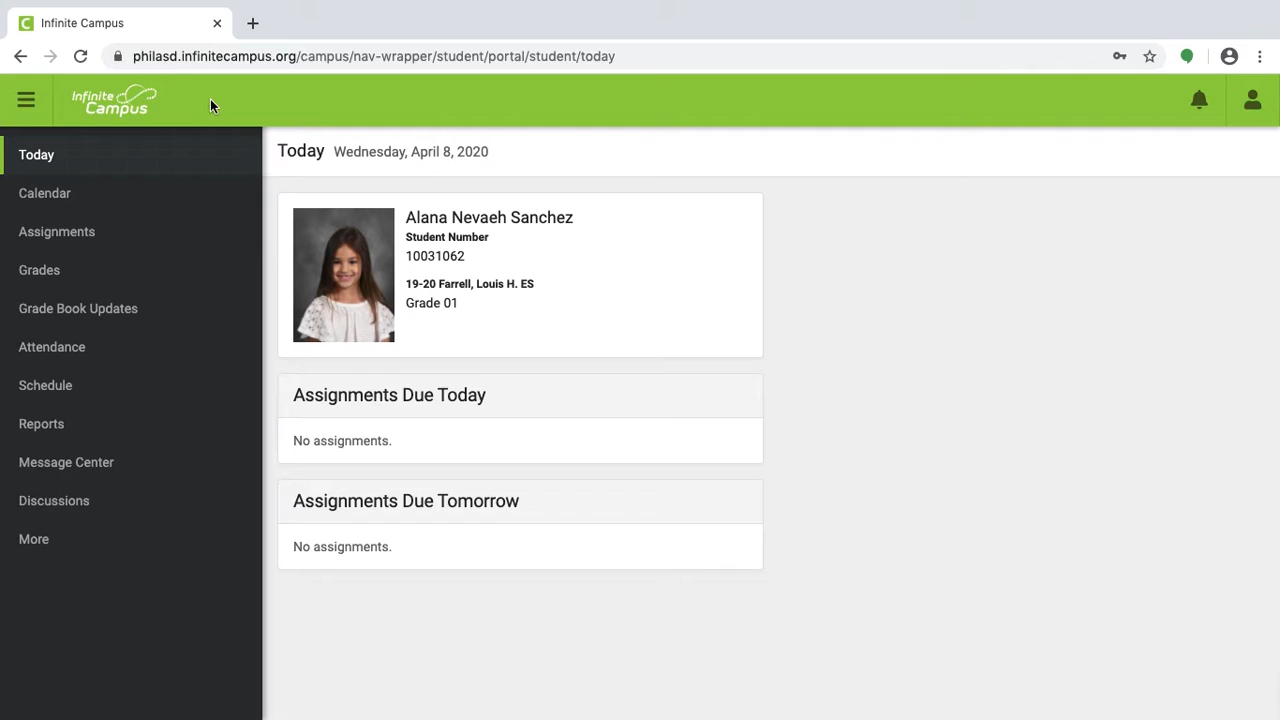 Infinite Campus
philasd.infinitecampus.org/campus/nav-wrapper/student/portal/student/today
Infinite
Campus
Today
Calendar
Assignments
Grades
Grade Book Updates
Attendance
Schedule
Reports
Message Center
Discussions
More
Today Wednesday, April 8, 2020
Alana Nevaeh Sanchez
Student Number
10031062
19-20 Farrell, Louis H. ES
Grade 01
Assignments Due Today
No assignments.
Assignments Due Tomorrow
No assignments.